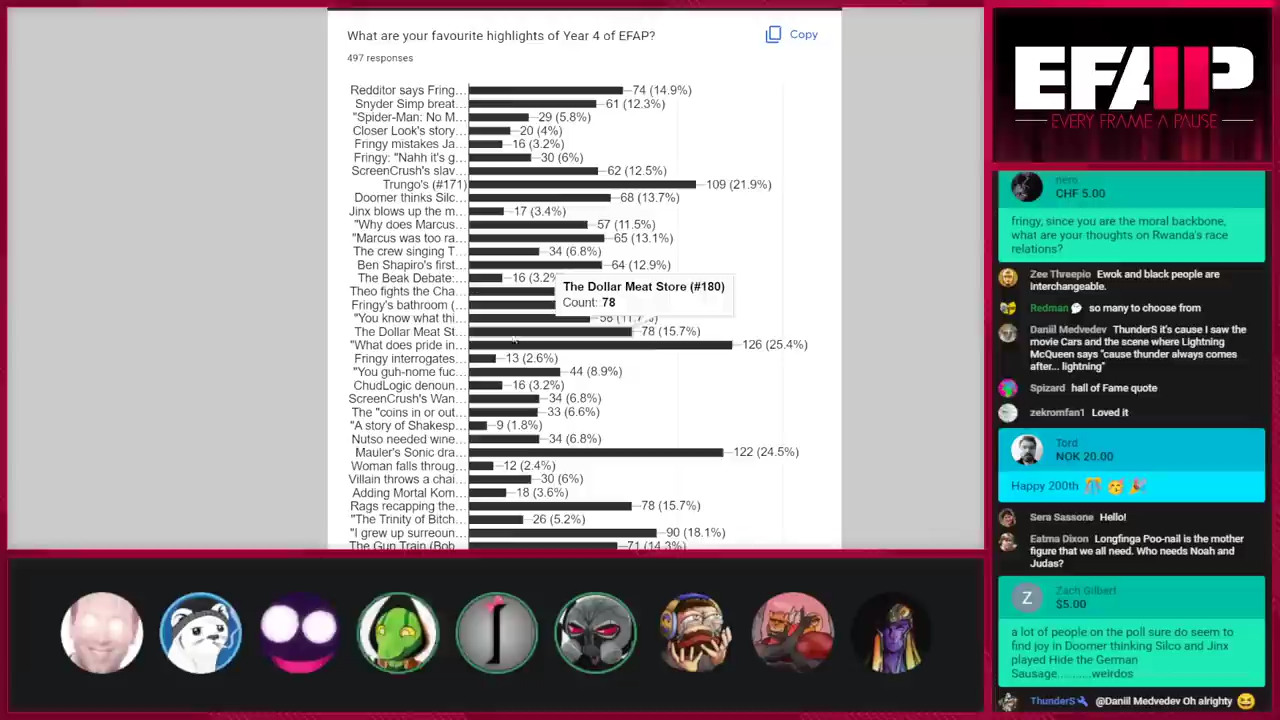 What are your favourite highlights of Year 4 of EFAP?
Copy
497 responses
Redditor says Fring... 74 (14.9%)
Snyder Simp breat... 61 (12.3%)
"Spider-Man: No M... 29 (5.8%)
Closer Look's story... 20 (4%)
Fringy mistakes Ja... 16 (3.2%)
Fringy: "Nahh it's g... 30 (6%)
ScreenCrush's slav... 62 (12.5%)
Trungo's (#171) 109 (21.9%)
Doomer thinks Silc... 68 (13.7%)
Jinx blows up the m... 17 (3.4%)
"Why does Marcus... 57 (11.5%)
"Marcus was too ra... 65 (13.1%)
The crew singing T... 34 (6.8%)
Ben Shapiro's first... 64 (12.9%)
The Beak Debate:... 16 (3.2%
Theo fights the Cha...
Fringy's bathroom (...
"You know what thi... 58 (11.7%)
The Dollar Meat St... 78 (15.7%)
"What does pride in... 126 (25.4%)
Fringy interrogates... 13 (2.6%)
"You guh-nome fuc... 44 (8.9%)
ChudLogic denoun... 16 (3.2%)
ScreenCrush's Wan... 34 (6.8%)
The "coins in or out... 33 (6.6%)
"A story of Shakesp... 9 (1.8%)
Nutso needed wine... 34 (6.8%)
Mauler's Sonic dra... 122 (24.5%)
Woman falls throug... 12 (2.4%)
Villain throws a chai... 30 (6%)
Adding Mortal Kom... 18 (3.6%)
Rags recapping the... 78 (15.7%)
"The Trinity of Bitch... 26 (5.2%)
"I grew up surreoun... 90 (18.1%)
The Gun Train (Bob... 71 (14.3%)
The Dollar Meat Store (#180)
Count: 78
EFAP
EVERY FRAME A PAUSE
CHF 5.00
fringy, since you are the moral backbone,
what are your thoughts on Rwanda's race
relations?
Zee Threepio Ewok and black people are
interchangeable.
Redman so many to choose from
Daniil Medvedev ThunderS it's cause I saw the
movie Cars and the scene where Lightning
McQueen says "cause thunder always comes
after... lightning"
Spizard hall of Fame quote
zekromfan1 Loved it
Tord
NOK 20.00
Happy 200th 🎊 🥳 🎉
Sera Sassone Hello!
Eatma Dixon Longfinga Poo-nail is the mother
figure that we all need. Who needs Noah and
Judas?
Z
Zach Gilbert
$5.00
a lot of people on the poll sure do seem to
find joy in Doomer thinking Silco and Jinx
played Hide the German
Sausage..........weirdos
ThunderS @Daniil Medvedev Oh alrighty 😆